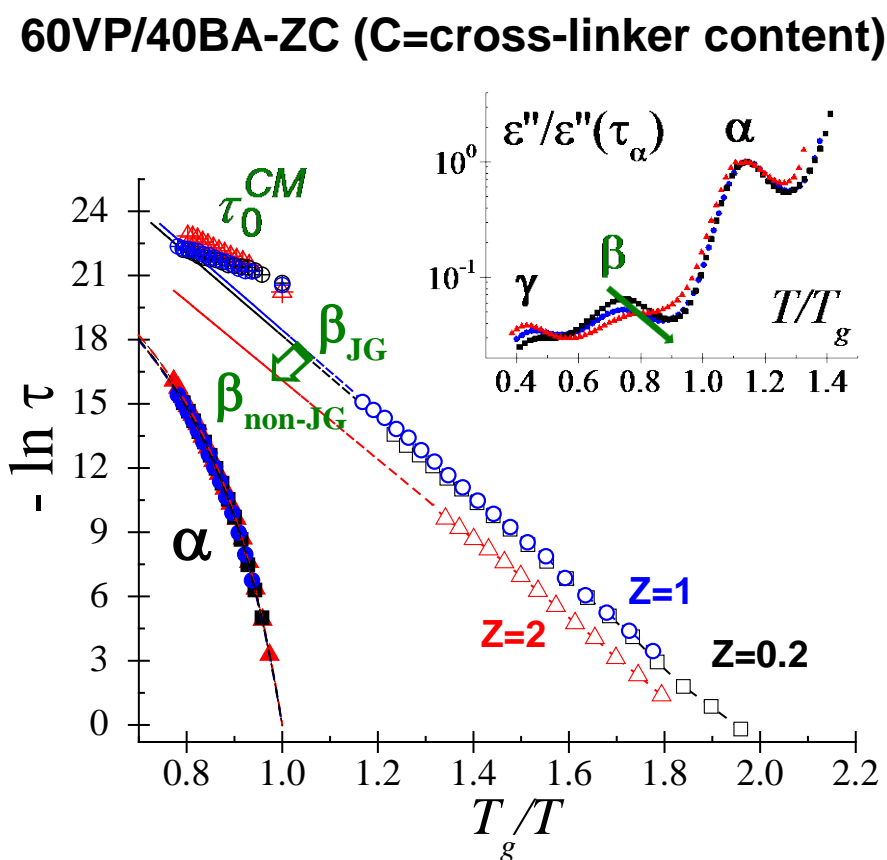 60VP/40BA-ZC (C=cross-linker content)
ε"/ε"(τα)
α
10⁰
β
10⁻¹
γ
T/Tg
0.4 0.6 0.8 1.0 1.2 1.4
τ0^CM
24
21
18
15
12
9
6
3
0
- ln τ
βJG
βnon-JG
α
Z=1
Z=2
Z=0.2
0.8 1.0 1.2 1.4 1.6 1.8 2.0 2.2
Tg/T